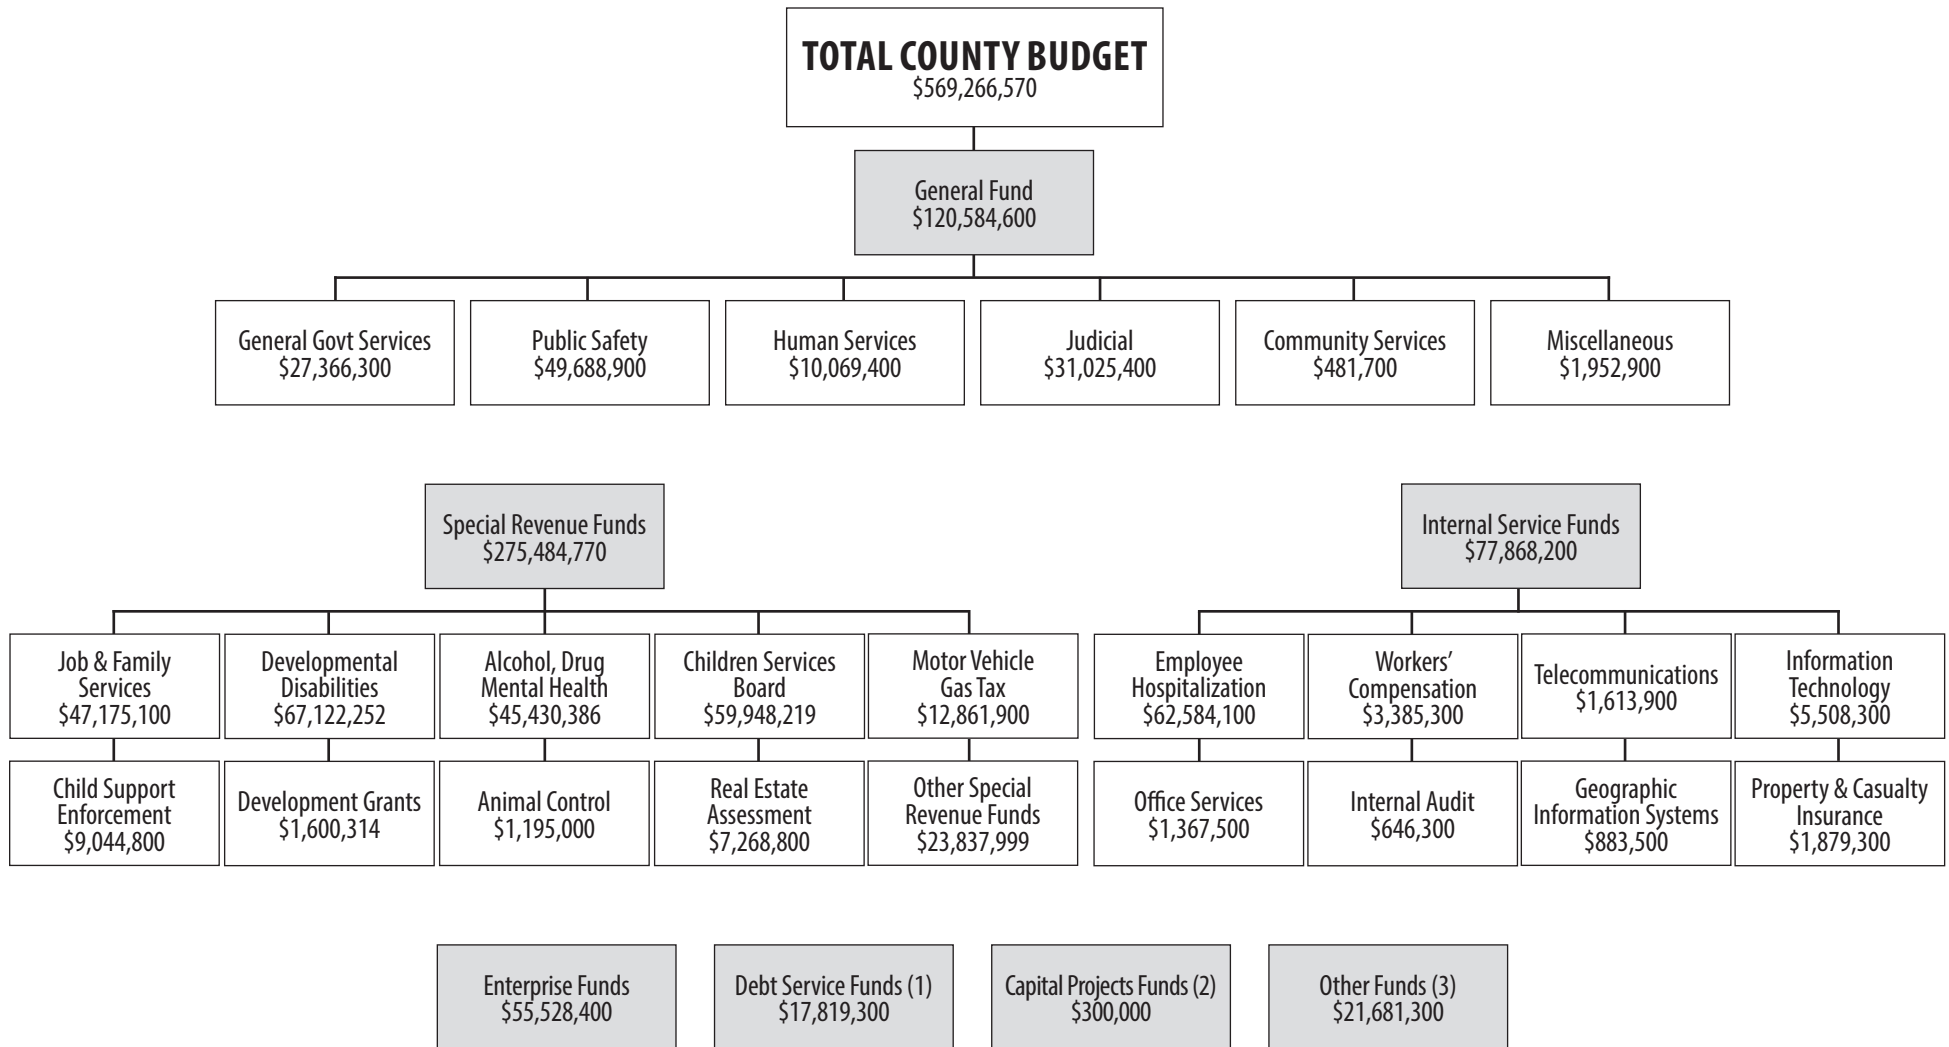 TOTAL COUNTY BUDGET
$569,266,570
General Fund
$120,584,600
General Govt Services
$27,366,300
Public Safety
$49,688,900
Human Services
$10,069,400
Judicial
$31,025,400
Community Services
$481,700
Miscellaneous
$1,952,900
Special Revenue Funds
$275,484,770
Internal Service Funds
$77,868,200
Job & Family
Services
$47,175,100
Developmental
Disabilities
$67,122,252
Alcohol, Drug
Mental Health
$45,430,386
Children Services
Board
$59,948,219
Motor Vehicle
Gas Tax
$12,861,900
Employee
Hospitalization
$62,584,100
Workers’
Compensation
$3,385,300
Telecommunications
$1,613,900
Information
Technology
$5,508,300
Child Support
Enforcement
$9,044,800
Development Grants
$1,600,314
Animal Control
$1,195,000
Real Estate
Assessment
$7,268,800
Other Special
Revenue Funds
$23,837,999
Office Services
$1,367,500
Internal Audit
$646,300
Geographic
Information Systems
$883,500
Property & Casualty
Insurance
$1,879,300
Enterprise Funds
$55,528,400
Debt Service Funds (1)
$17,819,300
Capital Projects Funds (2)
$300,000
Other Funds (3)
$21,681,300